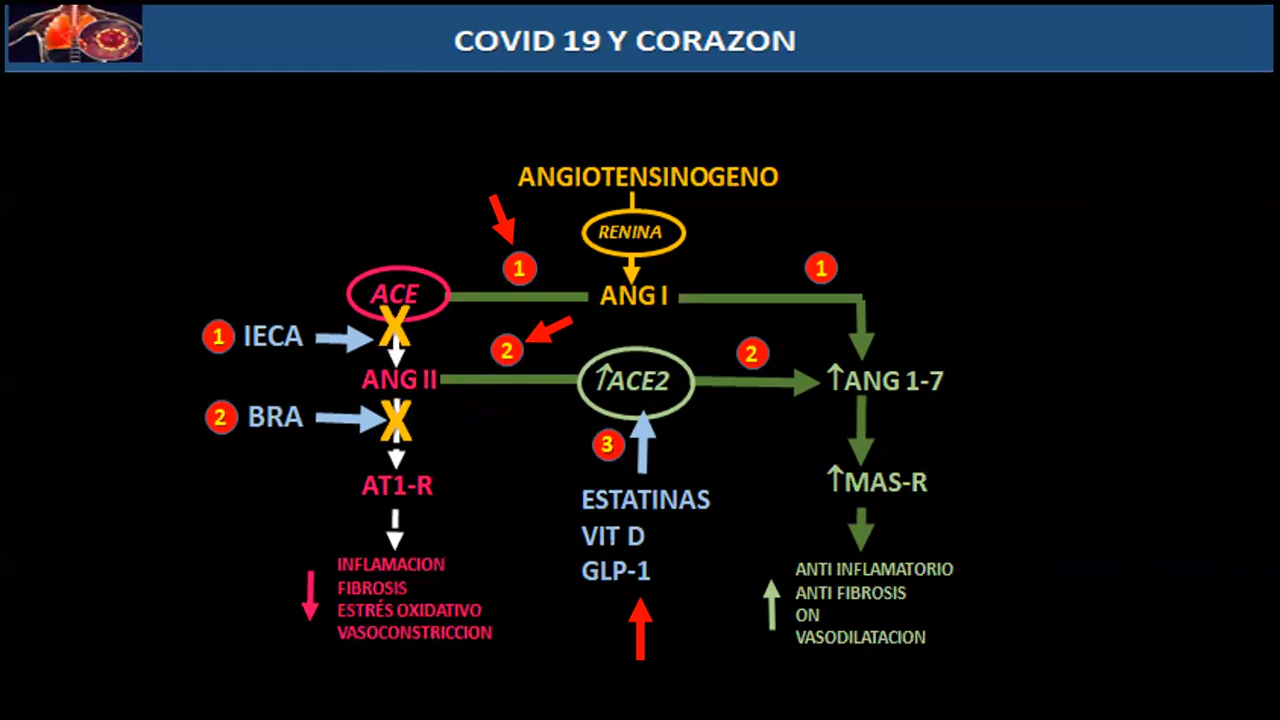 COVID 19 Y CORAZON
ANGIOTENSINOGENO
RENINA
1
1
ACE
ANG I
1 IECA
2
2
ANG II
↑ACE2
↑ANG 1-7
2 BRA
3
AT1-R
↑MAS-R
ESTATINAS
VIT D
GLP-1
INFLAMACION
FIBROSIS
ESTRÉS OXIDATIVO
VASOCONSTRICCION
ANTI INFLAMATORIO
ANTI FIBROSIS
ON
VASODILATACION